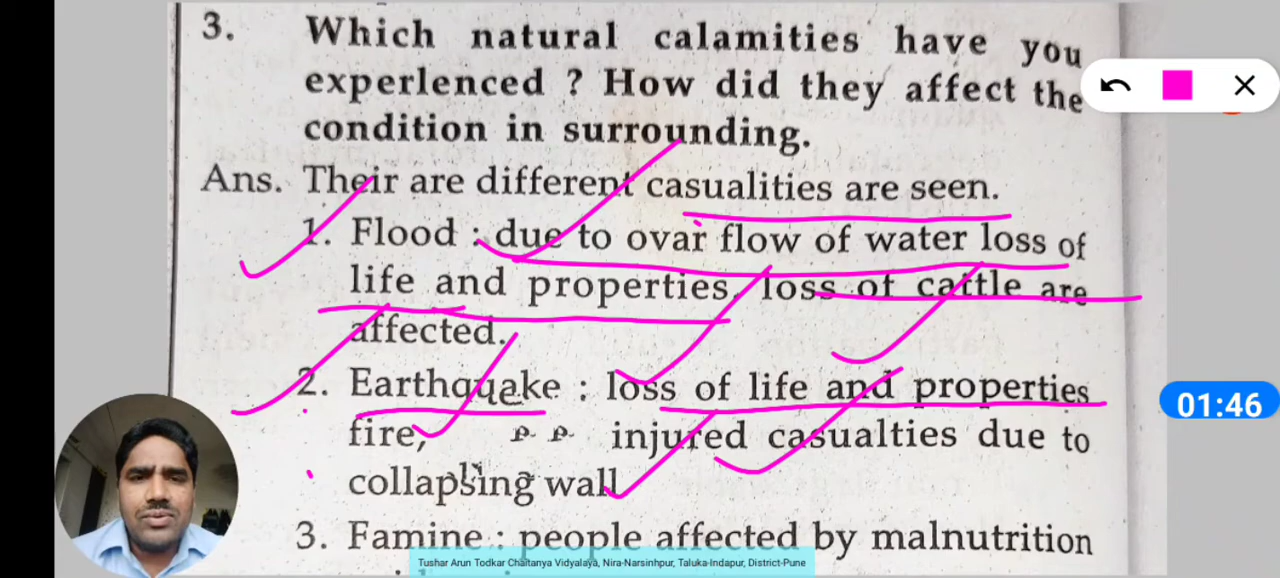 3. Which natural calamities have you
experlenced ? How did they affect the
condition in surrounding.
Ans. Their are different casualities are seen.
1. Flood : due to ovar flow of water loss of
life and properties, loss of cattle are
affected.
2. Earthquake : loss of life and properties
fire, injured casualties due to
collapsing wall
3. Famine : people affected by malnutrition
01:46
Tushar Arun Todkar Chaitanya Vidyalaya, Nira-Narsinhpur, Taluka-Indapur, District-Pune